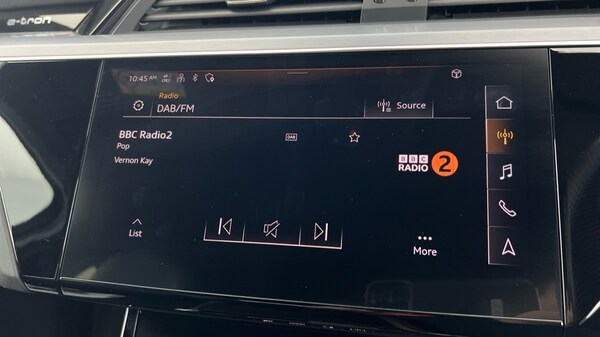 e-tron
10:45 AM
Radio
DAB/FM
Source
BBC Radio2
DAB
Pop
Vernon Kay
BBC
RADIO 2
List
More